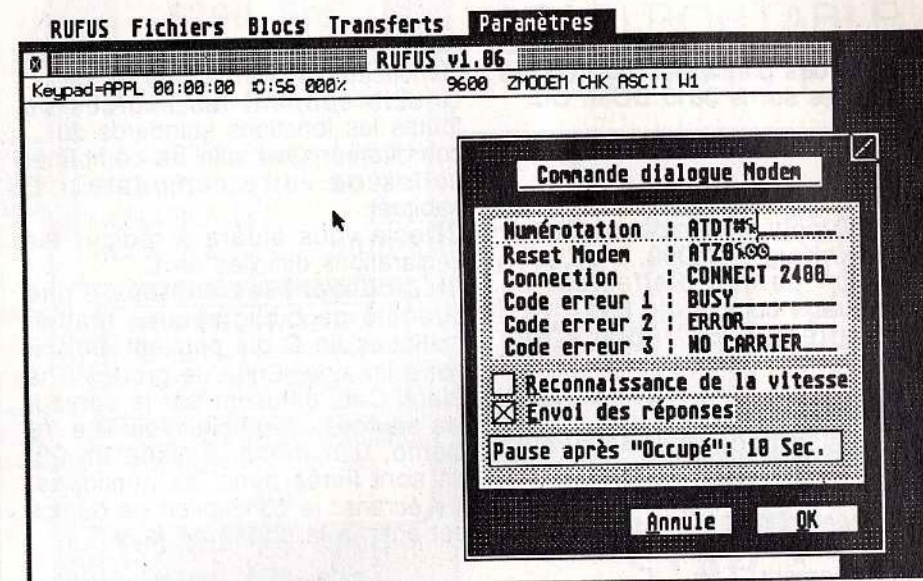 RUFUS Fichiers Blocs Transferts Paramètres
RUFUS v1.06
Keypad=APPL 00:00:00 0:56 000% 9600 ZMODEM CHK ASCII W1
Commande dialogue Modem
Numérotation : ATDT#
Reset Modem : ATZ0
Connection : CONNECT 2400
Code erreur 1 : BUSY
Code erreur 2 : ERROR
Code erreur 3 : NO CARRIER
Reconnaissance de la vitesse
Envoi des réponses
Pause après "Occupé": 10 Sec.
Annule OK